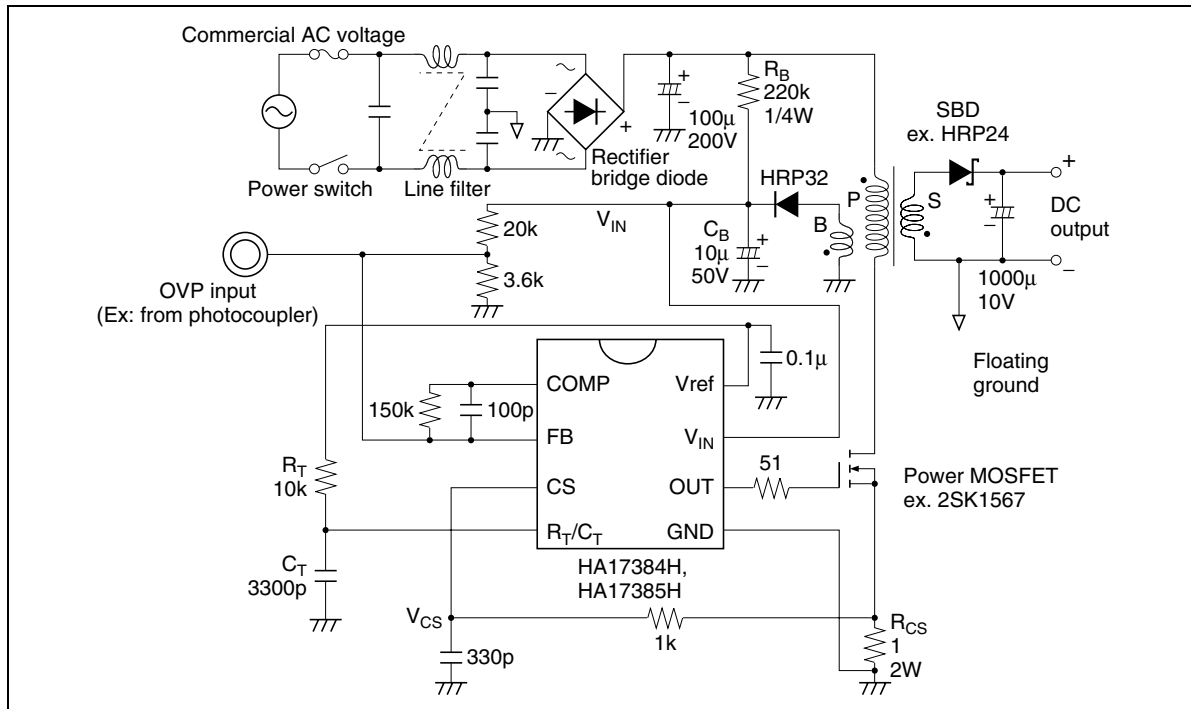 Commercial AC voltage
Power switch
Line filter
Rectifier
bridge diode
∼
∼
−
+
+
−
100μ
200V
R_B
220k
1/4W
SBD
ex. HRP24
HRP32
P
S
B
+
−
DC
output
+
−
1000μ
10V
Floating
ground
V_IN
20k
3.6k
C_B
10μ
50V
+
−
OVP input
(Ex: from photocoupler)
0.1μ
COMP
FB
CS
R_T/C_T
Vref
V_IN
OUT
GND
150k
100p
R_T
10k
C_T
3300p
51
Power MOSFET
ex. 2SK1567
HA17384H,
HA17385H
V_CS
330p
1k
R_CS
1
2W